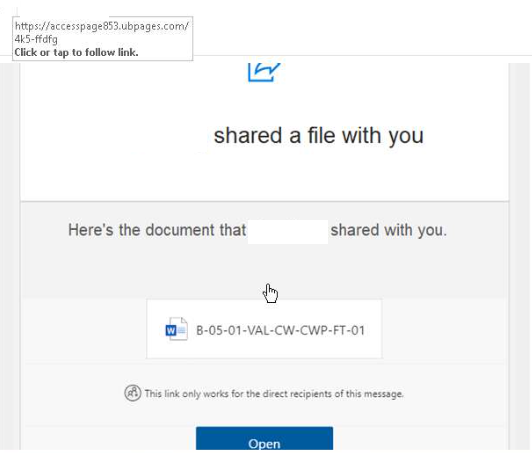 https://accesspage853.ubpages.com/
4k5-ffdfg
Click or tap to follow link.
shared a file with you
Here's the document that shared with you.
B-05-01-VAL-CW-CWP-FT-01
This link only works for the direct recipients of this message.
Open